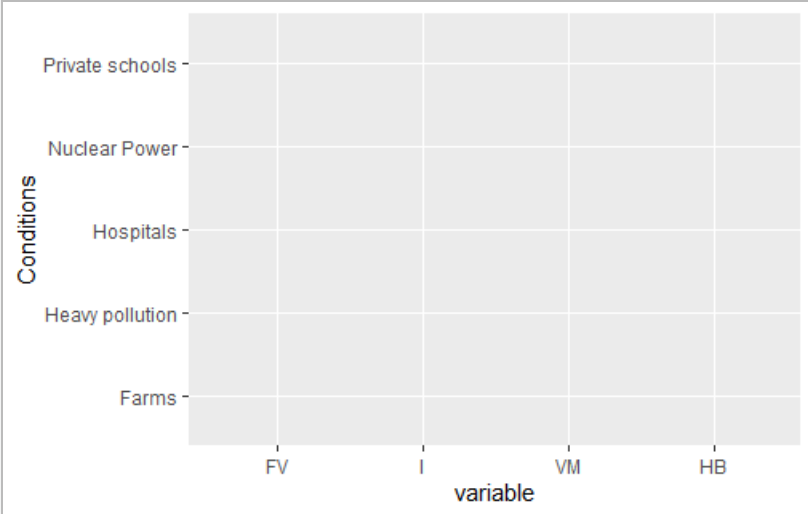 Private schools
Nuclear Power
Hospitals
Heavy pollution
Farms
Conditions
FV I VM HB
variable